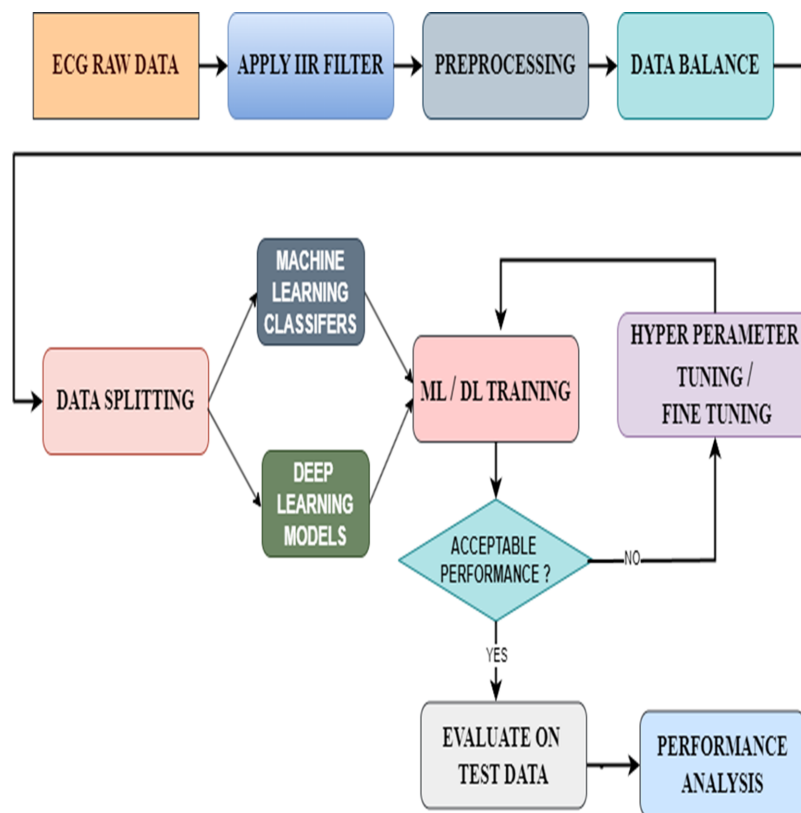 ECG RAW DATA
APPLY IIR FILTER
PREPROCESSING
DATA BALANCE
DATA SPLITTING
MACHINE
LEARNING
CLASSIFERS
DEEP
LEARNING
MODELS
ML / DL TRAINING
HYPER PERAMETER
TUNING /
FINE TUNING
ACCEPTABLE
PERFORMANCE ?
NO
YES
EVALUATE ON
TEST DATA
PERFORMANCE
ANALYSIS